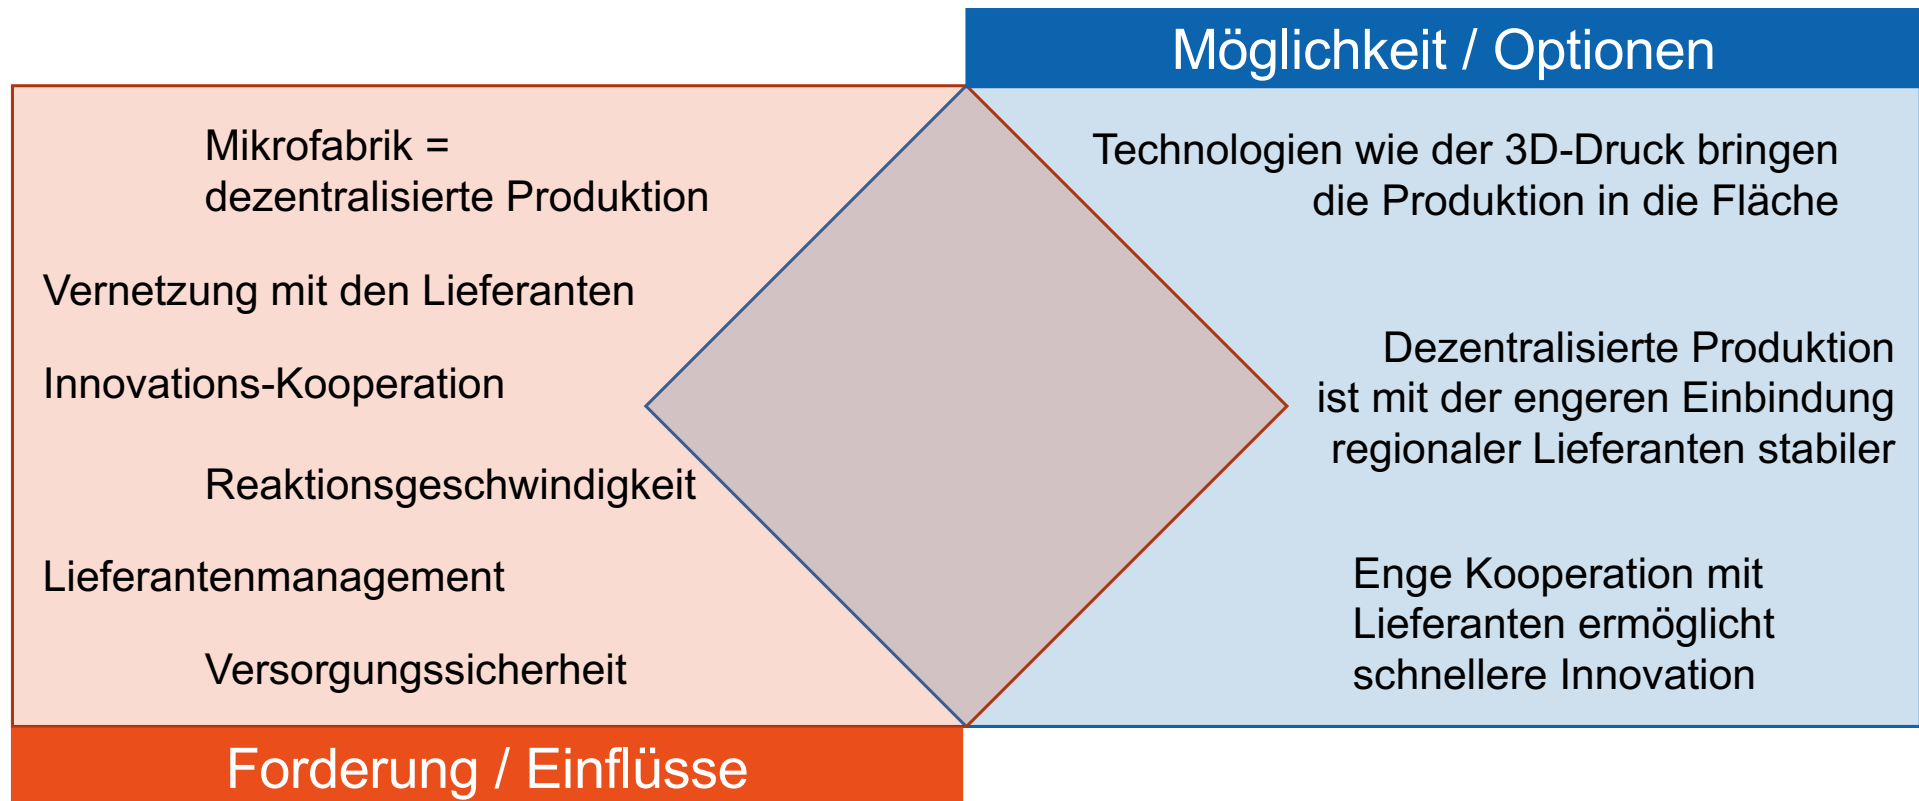 Möglichkeit / Optionen
Mikrofabrik =
dezentralisierte Produktion
Vernetzung mit den Lieferanten
Innovations-Kooperation
Reaktionsgeschwindigkeit
Lieferantenmanagement
Versorgungssicherheit
Technologien wie der 3D-Druck bringen
die Produktion in die Fläche
Dezentralisierte Produktion
ist mit der engeren Einbindung
regionaler Lieferanten stabiler
Enge Kooperation mit
Lieferanten ermöglicht
schnellere Innovation
Forderung / Einflüsse